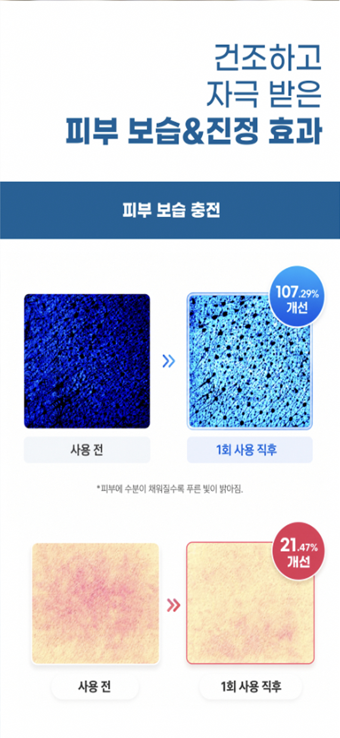 건조하고
자극 받은
피부 보습&진정 효과
피부 보습 충전
107.29%
개선
사용 전
1회 사용 직후
*피부에 수분이 채워질수록 푸른 빛이 밝아짐.
21.47%
개선
사용 전
1회 사용 직후